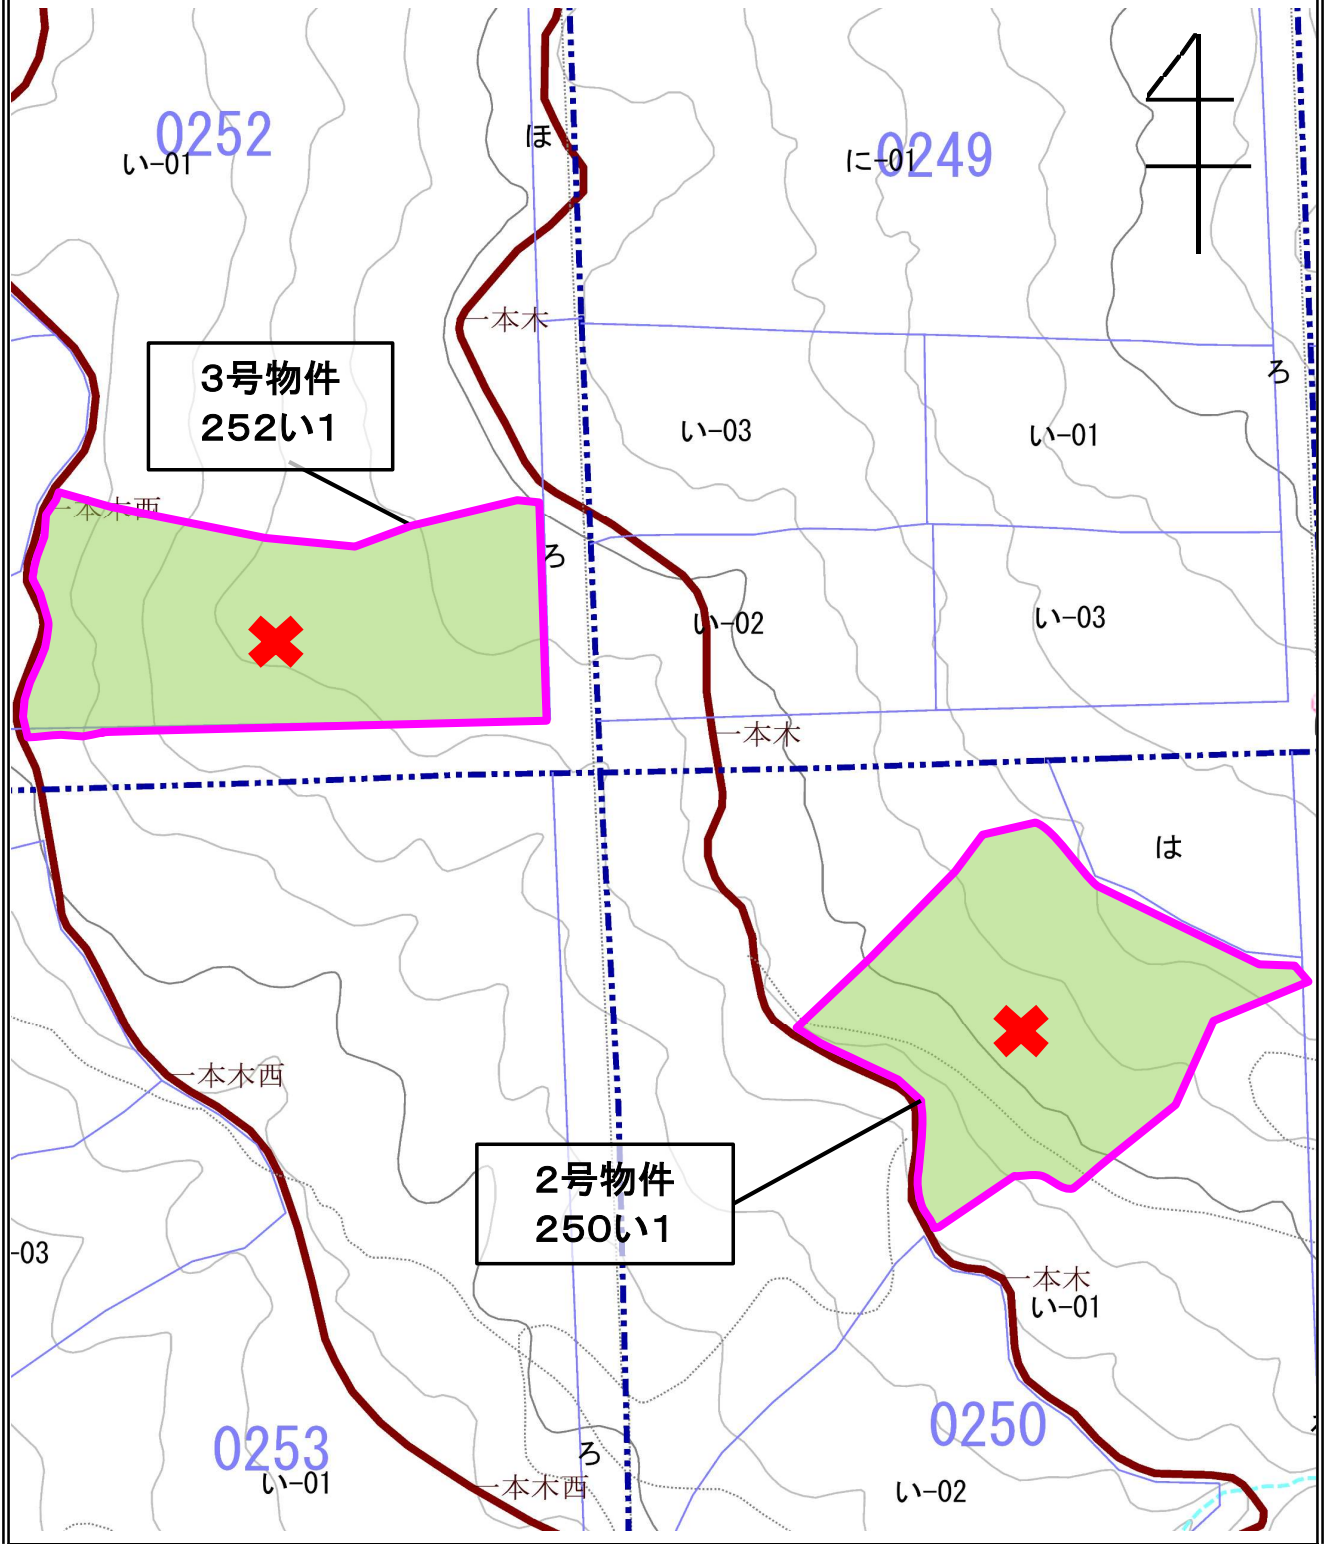 0252
い-01
ほ
に-01
0249
一本木
3号物件
252い1
ろ
い-03
い-01
一本木西
ろ
い-02
い-03
一本木
は
一本木西
2号物件
250い1
-03
一本木
い-01
0250
0253
い-01
ろ
一本木西
い-02